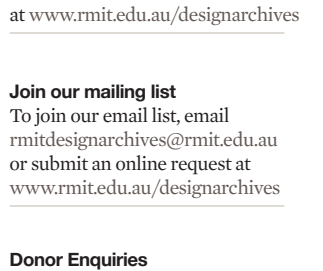 at www.rmit.edu.au/designarchives
Join our mailing list
To join our email list, email
rmitdesignarchives@rmit.edu.au
or submit an online request at
www.rmit.edu.au/designarchives
Donor Enquiries